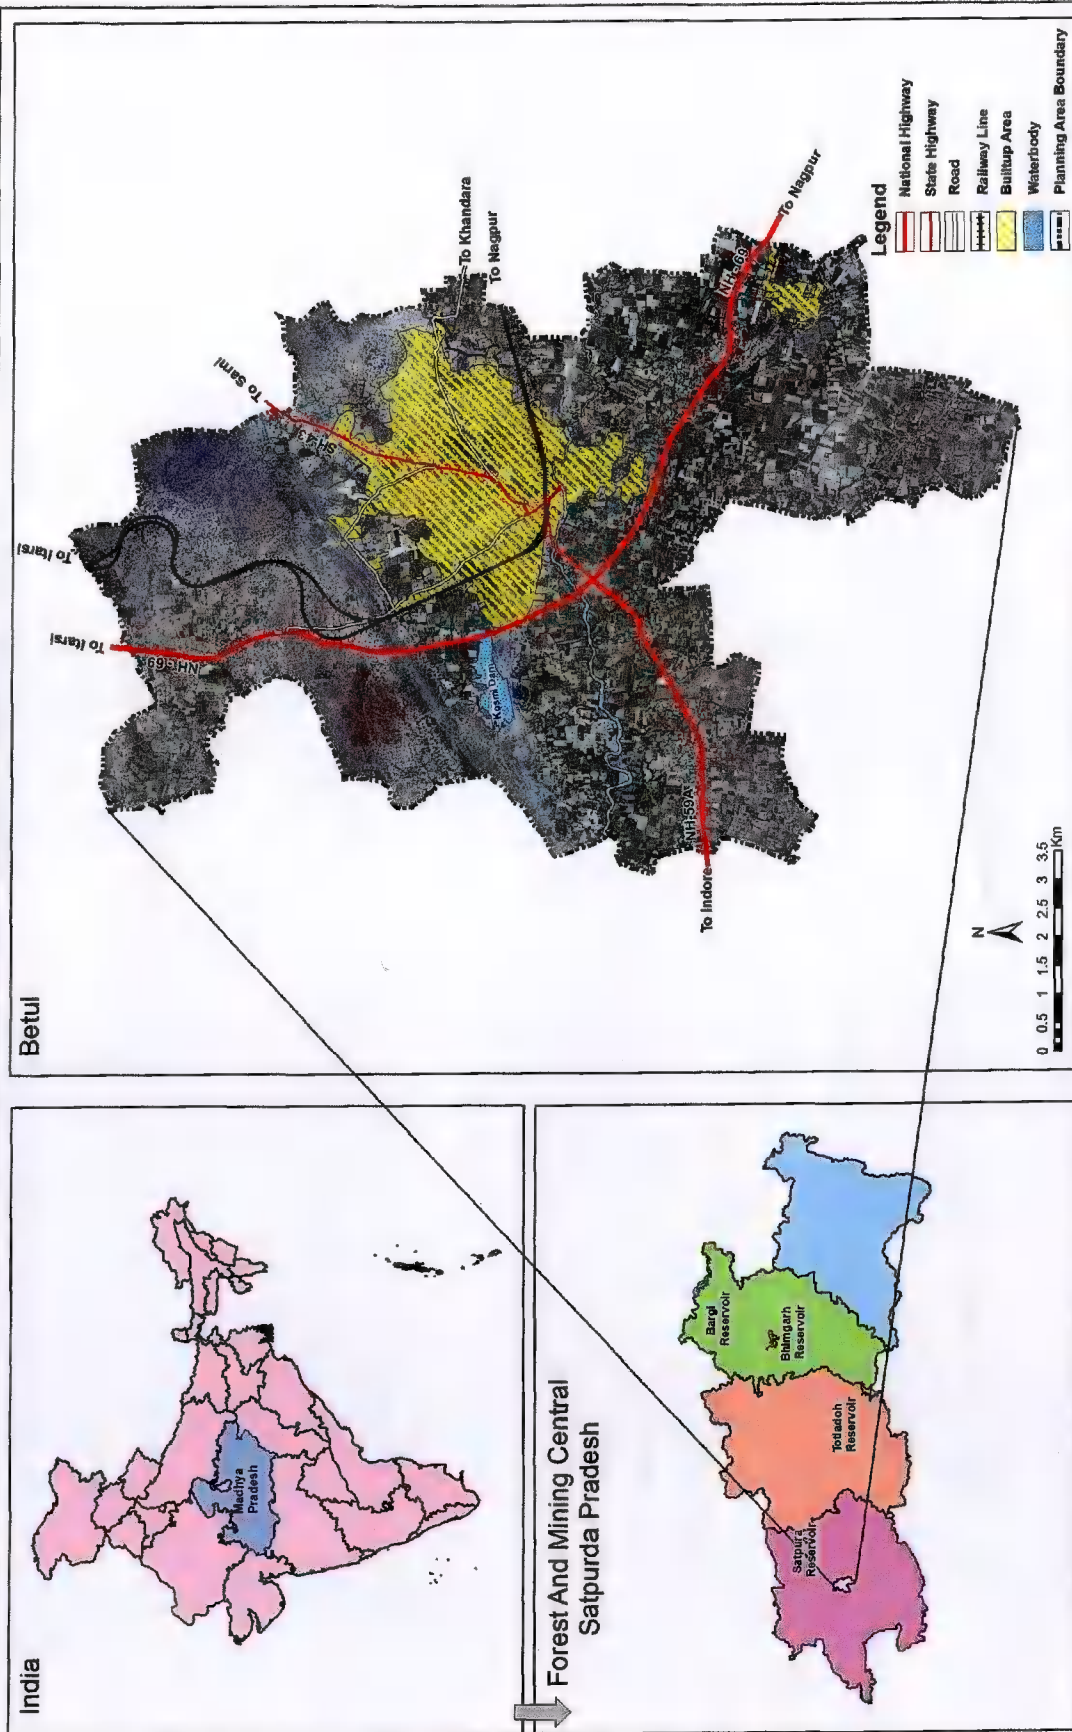 India
Madhya
Pradesh
Forest And Mining Central
Satpurda Pradesh
Satpura
Reservoir
Totladoh
Reservoir
Bargi
Reservoir
Bhimgarh
Reservoir
Betul
To Itarsi
To Itarsi
NH-69
To Sarni
SH-43
To Khandara
To Nagpur
Kosmi Dam
NH-69
To Nagpur
NH-59A
To Indore
N
0 0.5 1 1.5 2 2.5 3 3.5
Km
Legend
National Highway
State Highway
Road
Railway Line
Builtup Area
Waterbody
Planning Area Boundary